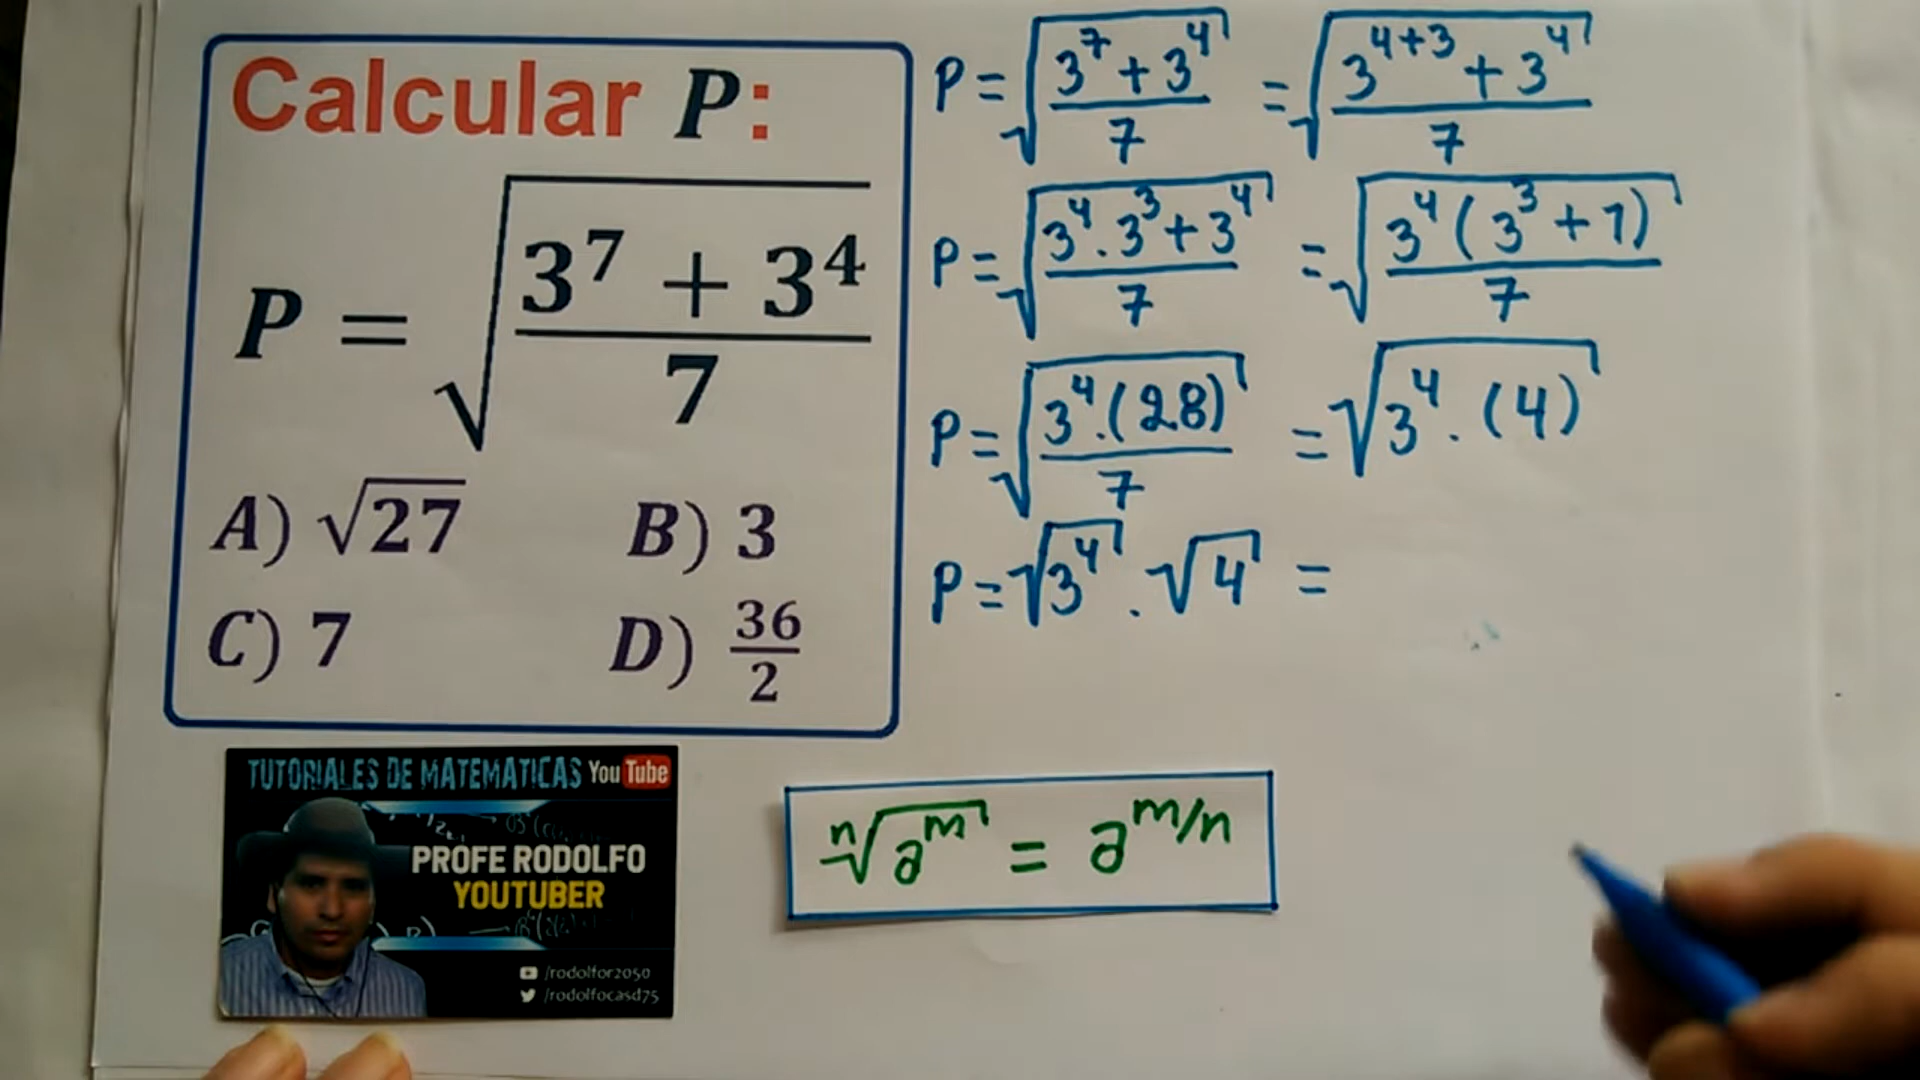 Calcular P:
P = √((3⁷ + 3⁴)/7)
A) √27
B) 3
C) 7
D) 36/2
P = √((3⁷ + 3⁴)/7) = √((3⁴⁺³ + 3⁴)/7)
P = √((3⁴ . 3³ + 3⁴)/7) = √((3⁴(3³ + 1))/7)
P = √((3⁴.(28))/7) = √(3⁴ . (4))
P = √(3⁴) . √4 =
TUTORIALES DE MATEMATICAS YouTube
PROFE RODOLFO
YOUTUBER
/rodolfor2050
/rodolfocasd75
ⁿ√(aᵐ) = a^(m/n)